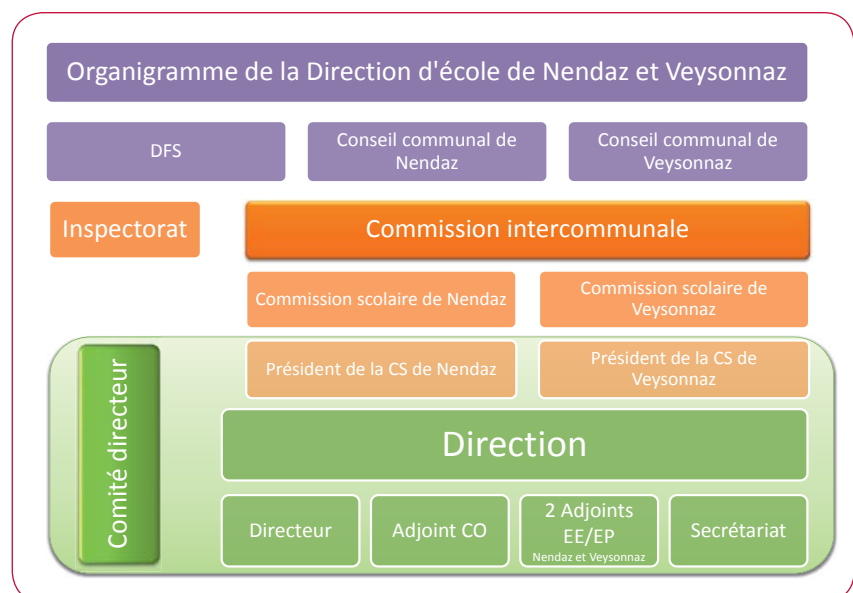 Organigramme de la Direction d'école de Nendaz et Veysonnaz
DFS
Conseil communal de
Nendaz
Conseil communal de
Veysonnaz
Inspectorat
Commission intercommunale
Commission scolaire de Nendaz
Commission scolaire de
Veysonnaz
Comité directeur
Président de la CS de Nendaz
Président de la CS de
Veysonnaz
Direction
Directeur
Adjoint CO
2 Adjoints
EE/EP
Nendaz et Veysonnaz
Secrétariat